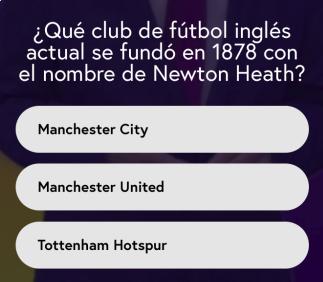 ¿Qué club de fútbol inglés
actual se fundó en 1878 con
el nombre de Newton Heath?
Manchester City
Manchester United
Tottenham Hotspur